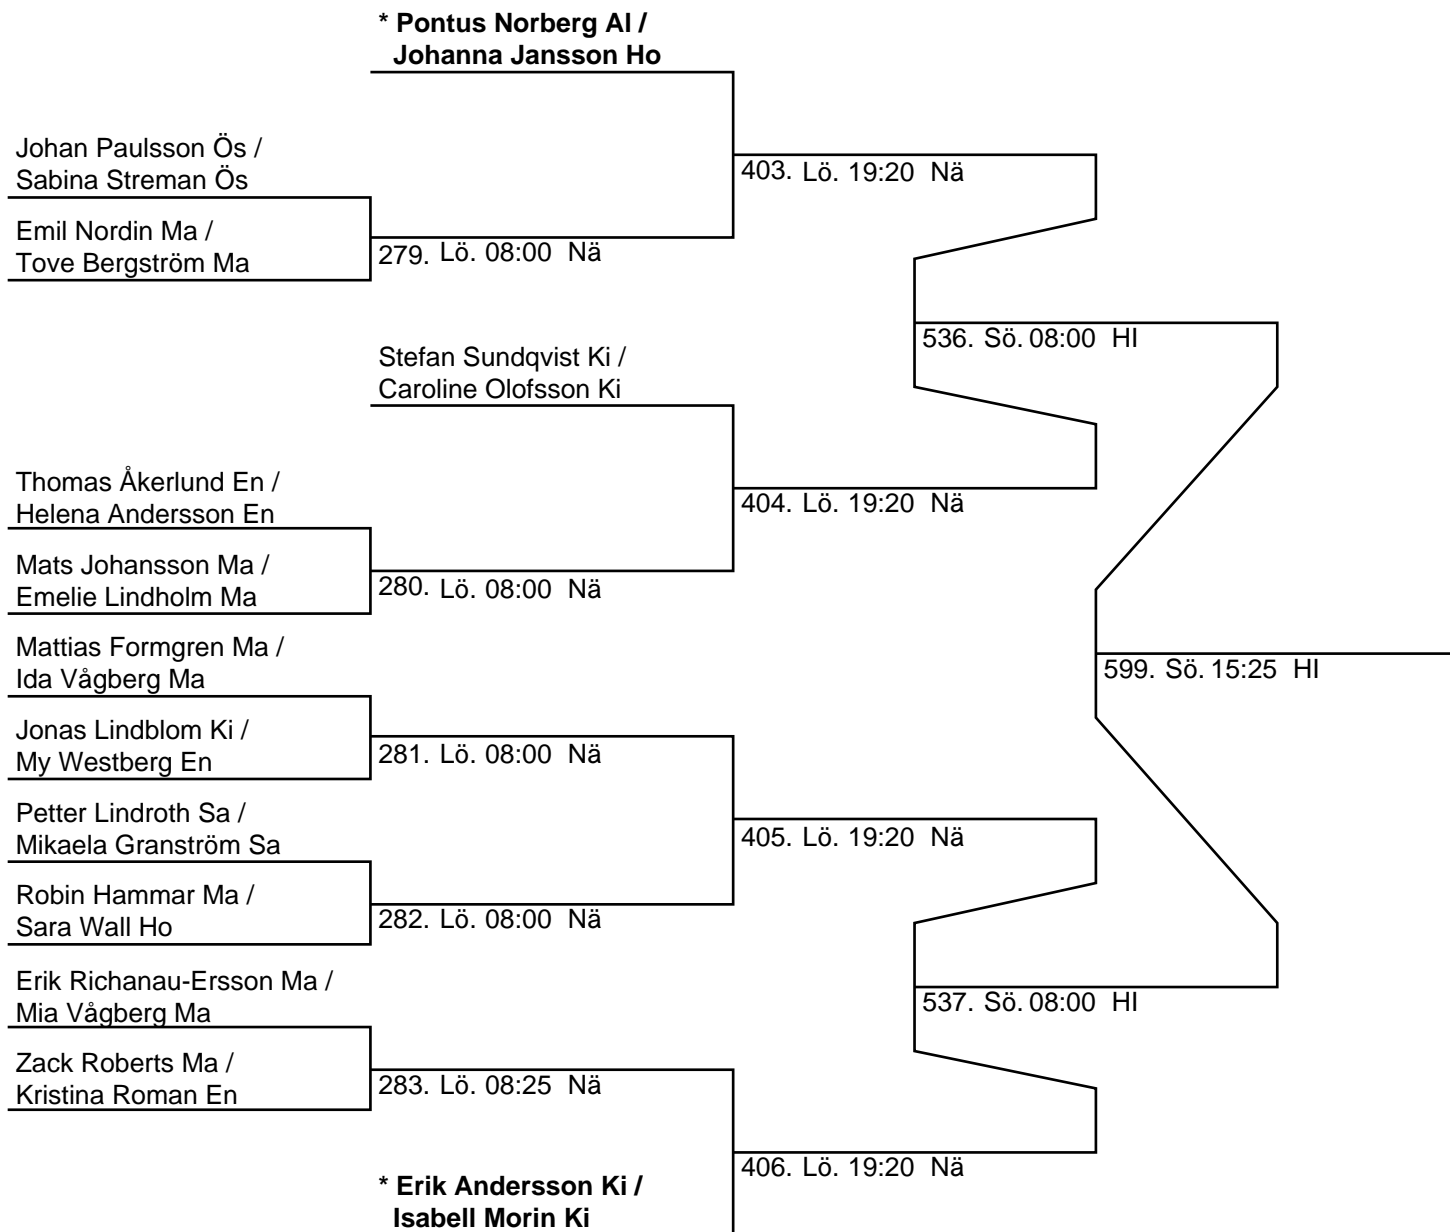 * Pontus Norberg Al /
Johanna Jansson Ho
Johan Paulsson Ös /
Sabina Streman Ös
403. Lö. 19:20 Nä
Emil Nordin Ma /
Tove Bergström Ma
279. Lö. 08:00 Nä
536. Sö. 08:00 HI
Stefan Sundqvist Ki /
Caroline Olofsson Ki
Thomas Åkerlund En /
Helena Andersson En
404. Lö. 19:20 Nä
Mats Johansson Ma /
Emelie Lindholm Ma
280. Lö. 08:00 Nä
Mattias Formgren Ma /
Ida Vågberg Ma
599. Sö. 15:25 HI
Jonas Lindblom Ki /
My Westberg En
281. Lö. 08:00 Nä
Petter Lindroth Sa /
Mikaela Granström Sa
405. Lö. 19:20 Nä
Robin Hammar Ma /
Sara Wall Ho
282. Lö. 08:00 Nä
Erik Richanau-Ersson Ma /
Mia Vågberg Ma
537. Sö. 08:00 HI
Zack Roberts Ma /
Kristina Roman En
283. Lö. 08:25 Nä
406. Lö. 19:20 Nä
* Erik Andersson Ki /
Isabell Morin Ki